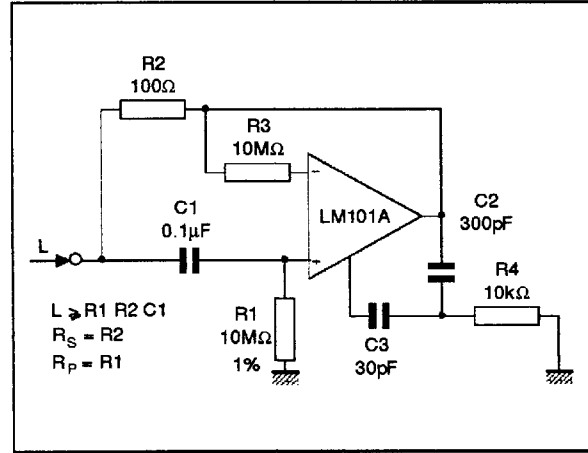 R2
100Ω
R3
10MΩ
−
LM101A
+
C1
0.1µF
C2
300pF
L
R4
10kΩ
L ⩾ R1 R2 C1
R_S = R2
R_P = R1
R1
10MΩ
1%
C3
30pF